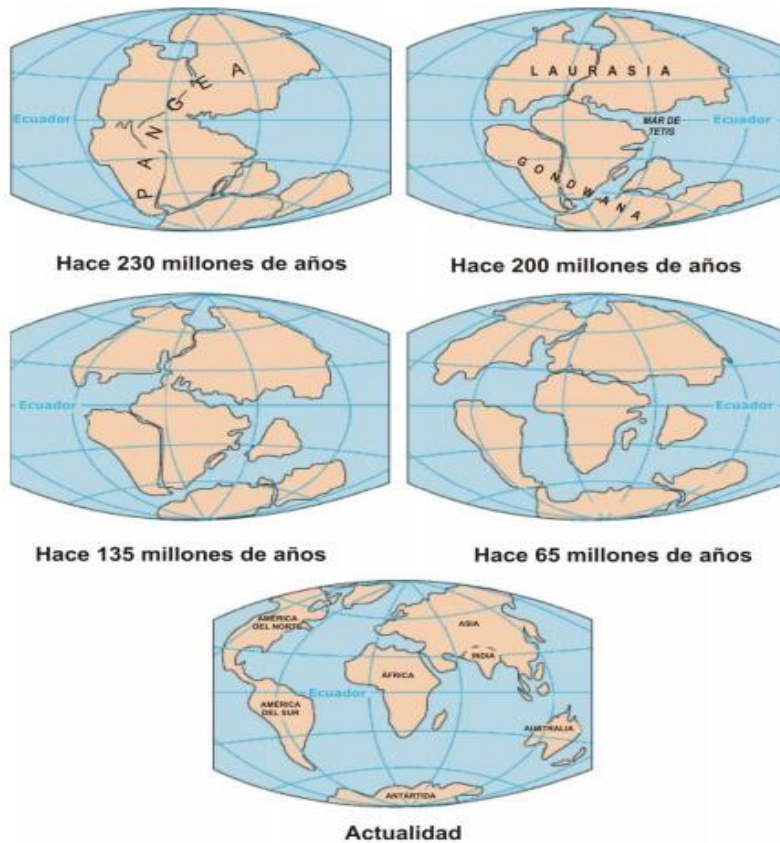 Ecuador
PANGEA
Hace 230 millones de años
LAURASIA
MAR DE
TETIS
GONDWANA
Hace 200 millones de años
Ecuador
Hace 135 millones de años
Ecuador
Hace 65 millones de años
AMÉRICA
DEL NORTE
ASIA
INDIA
ÁFRICA
Ecuador
AMÉRICA
DEL SUR
AUSTRALIA
ANTÁRTIDA
Actualidad